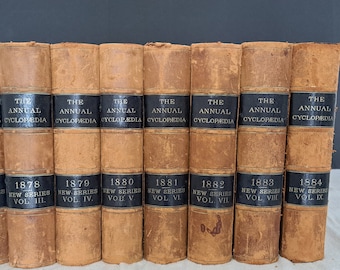 THE
ANNUAL
CYCLOPÆDIA
1878
NEW SERIES
VOL. III.
THE
ANNUAL
CYCLOPÆDIA
1879
NEW SERIES
VOL. IV.
THE
ANNUAL
CYCLOPÆDIA
1880
NEW SERIES
VOL. V
THE
ANNUAL
CYCLOPÆDIA
1881
NEW SERIES
VOL. VI
THE
ANNUAL
CYCLOPÆDIA
1882
NEW SERIES
VOL. VII.
THE
ANNUAL
CYCLOPÆDIA
1883
NEW SERIES
VOL. VIII
THE
ANNUAL
CYCLOPÆDIA
1884
NEW SERIES
VOL. IX.